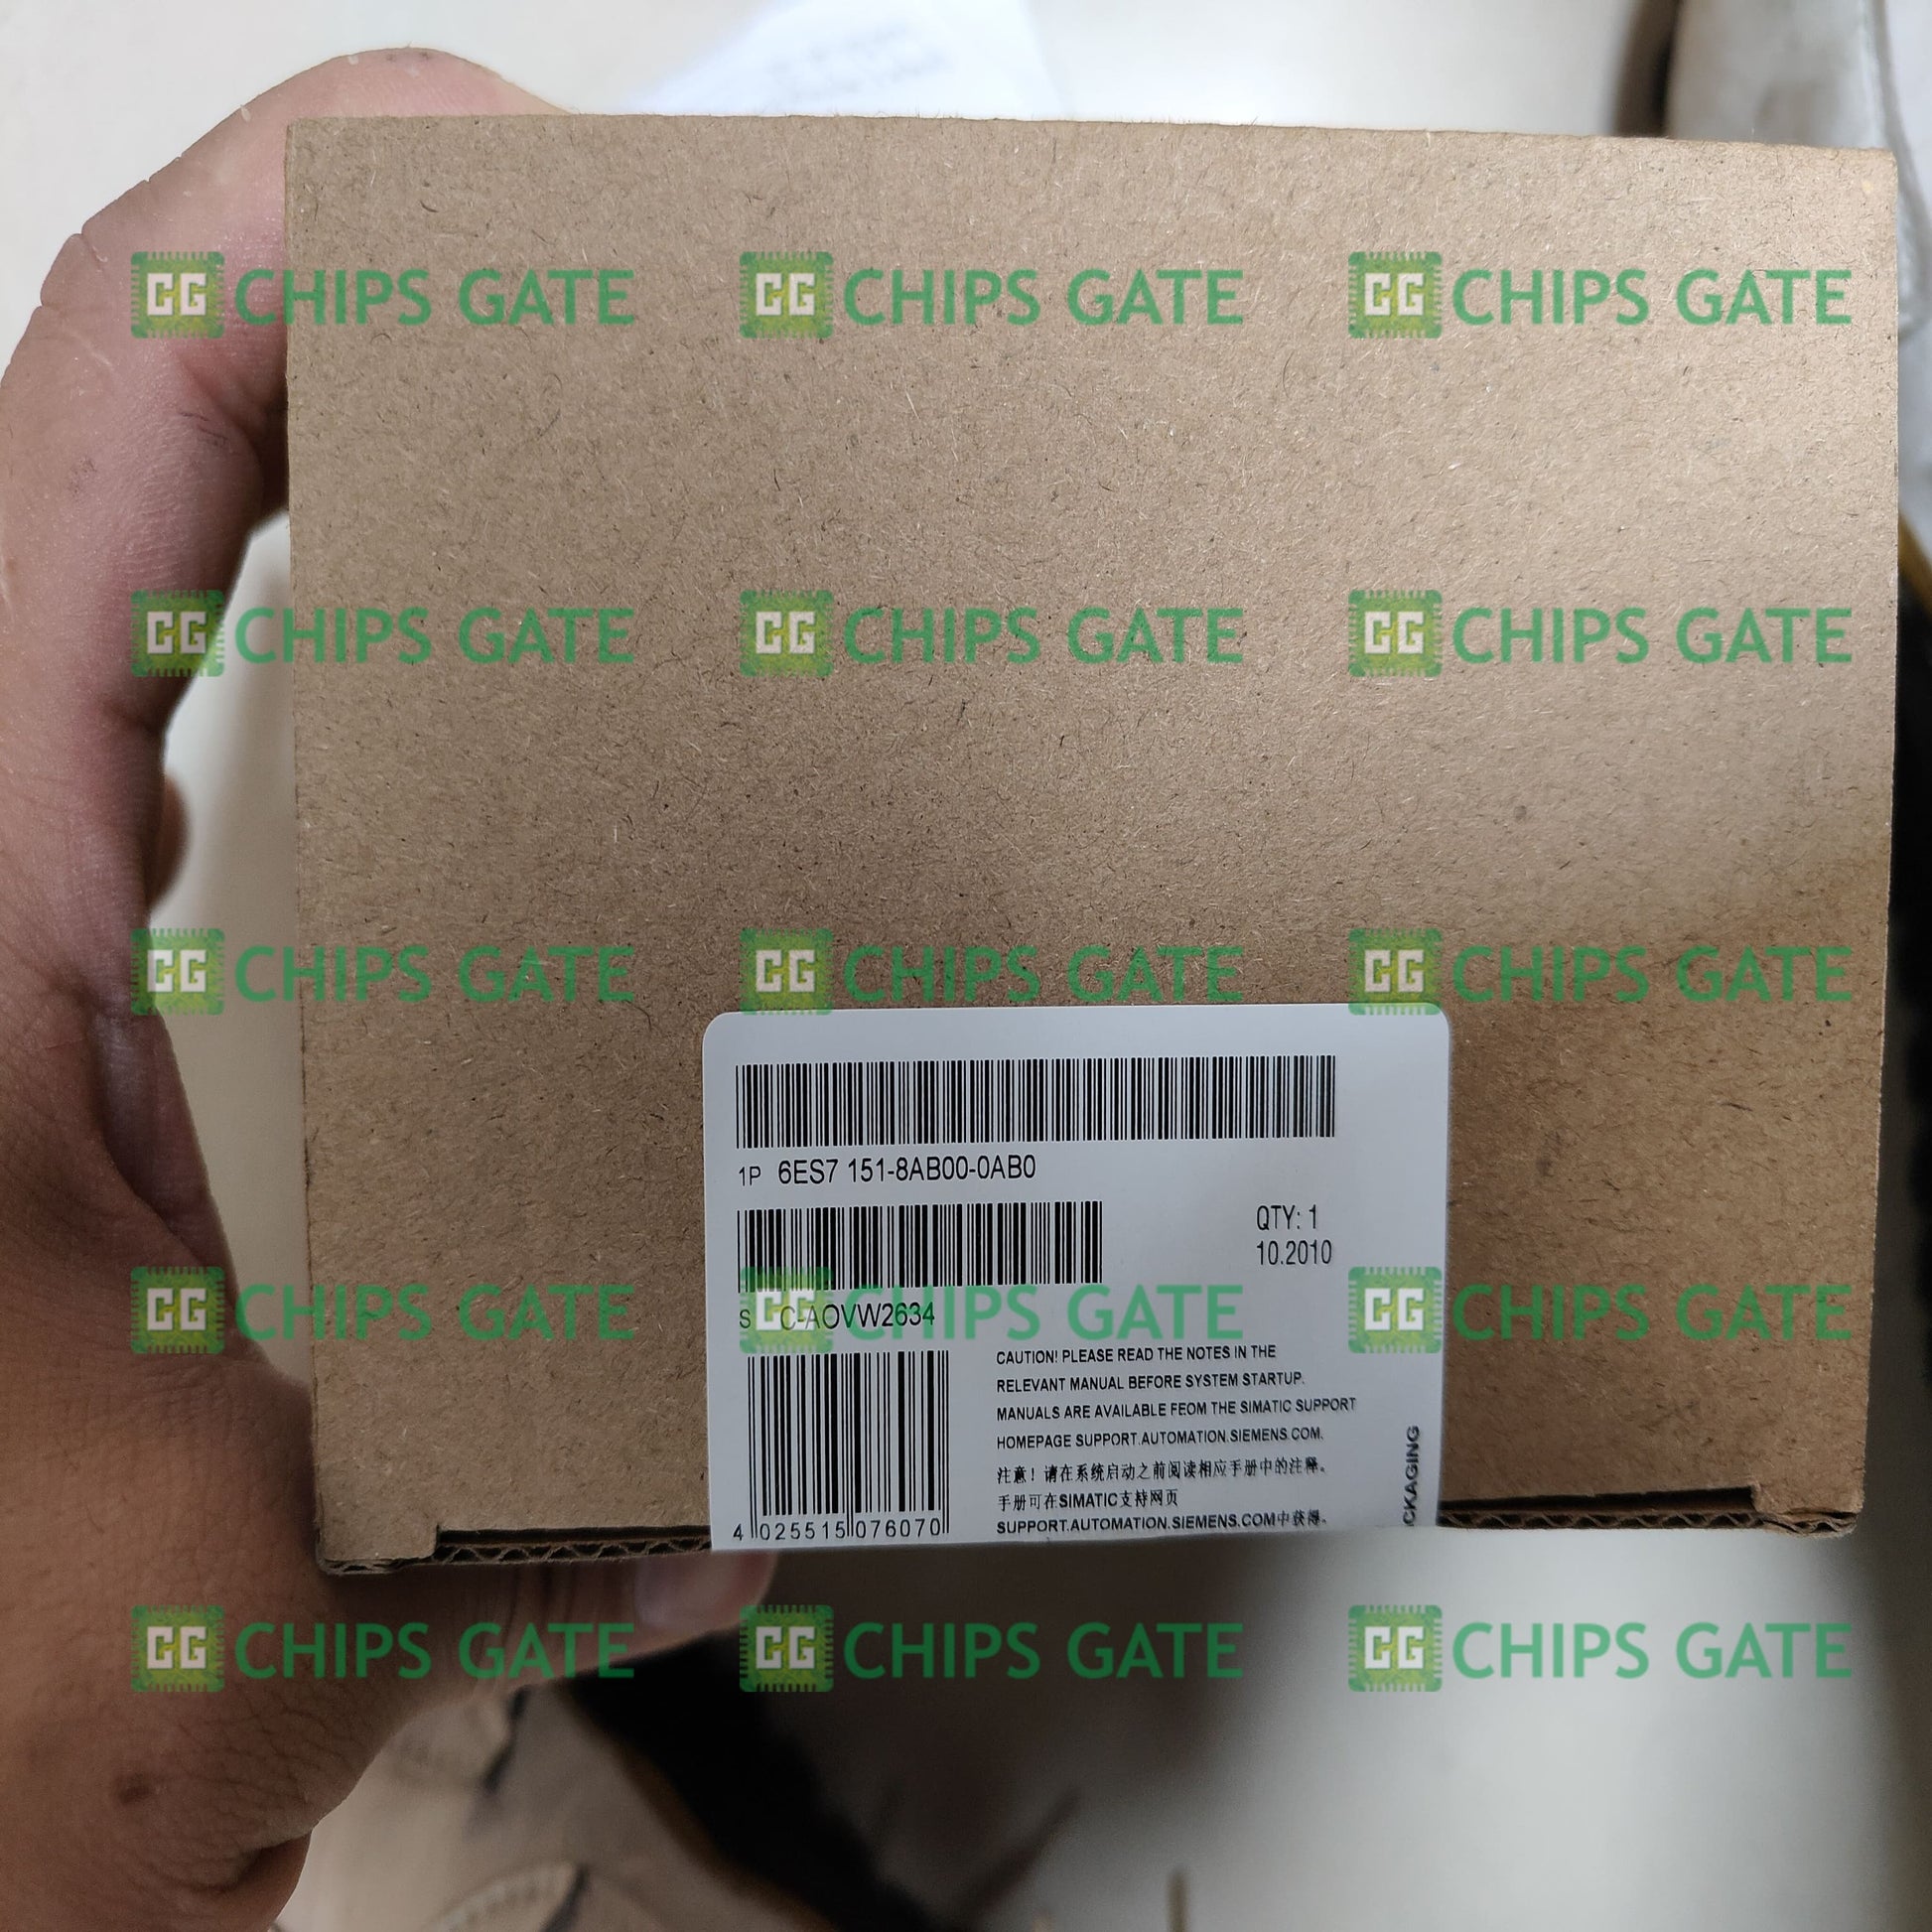 CG CHIPS GATE CG CHIPS GATE CG CHIPS GATE
CG CHIPS GATE CG CHIPS GATE CG CHIPS GATE
CG CHIPS GATE CG CHIPS GATE CG CHIPS GATE
1P 6ES7 151-8AB00-0AB0
QTY: 1
10.2010
CG CHIPS GATE CG CHIPS GATE CG CHIPS GATE
S C-AOVW2634
CAUTION! PLEASE READ THE NOTES IN THE
RELEVANT MANUAL BEFORE SYSTEM STARTUP.
MANUALS ARE AVAILABLE FEOM THE SIMATIC SUPPORT
HOMEPAGE SUPPORT.AUTOMATION.SIEMENS.COM.
注意！请在系统启动之前阅读相应手册中的注释。
手册可在SIMATIC支持网页
SUPPORT.AUTOMATION.SIEMENS.COM中获得。
4 025515 076070
CKAGING
CG CHIPS GATE CG CHIPS GATE CG CHIPS GATE